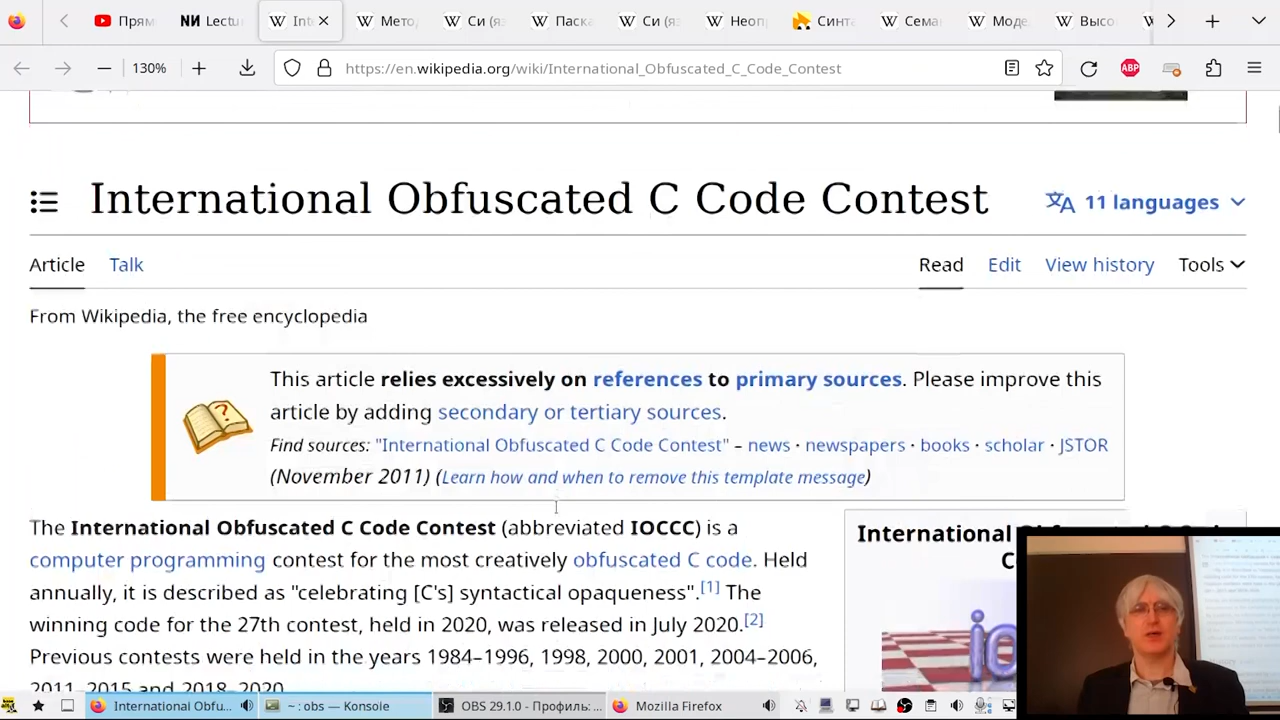 Прям
Lectu
Int
Мето
Си (я
Паска
Си (я
Неоп
Синта
Сема
Моде
Высо
130%
https://en.wikipedia.org/wiki/International_Obfuscated_C_Code_Contest
ABP
International Obfuscated C Code Contest
11 languages
Article Talk Read Edit View history Tools
From Wikipedia, the free encyclopedia
This article relies excessively on references to primary sources. Please improve this
article by adding secondary or tertiary sources.
Find sources: "International Obfuscated C Code Contest" – news · newspapers · books · scholar · JSTOR
(November 2011) (Learn how and when to remove this template message)
The International Obfuscated C Code Contest (abbreviated IOCCC) is a
computer programming contest for the most creatively obfuscated C code. Held
annually, it is described as "celebrating [C's] syntactical opaqueness".[1] The
winning code for the 27th contest, held in 2020, was released in July 2020.[2]
Previous contests were held in the years 1984–1996, 1998, 2000, 2001, 2004–2006,
2011, 2015 and 2018–2020.
International
International Obfu...
~ : obs — Konsole
OBS 29.1.0 - Профиль: ...
Mozilla Firefox